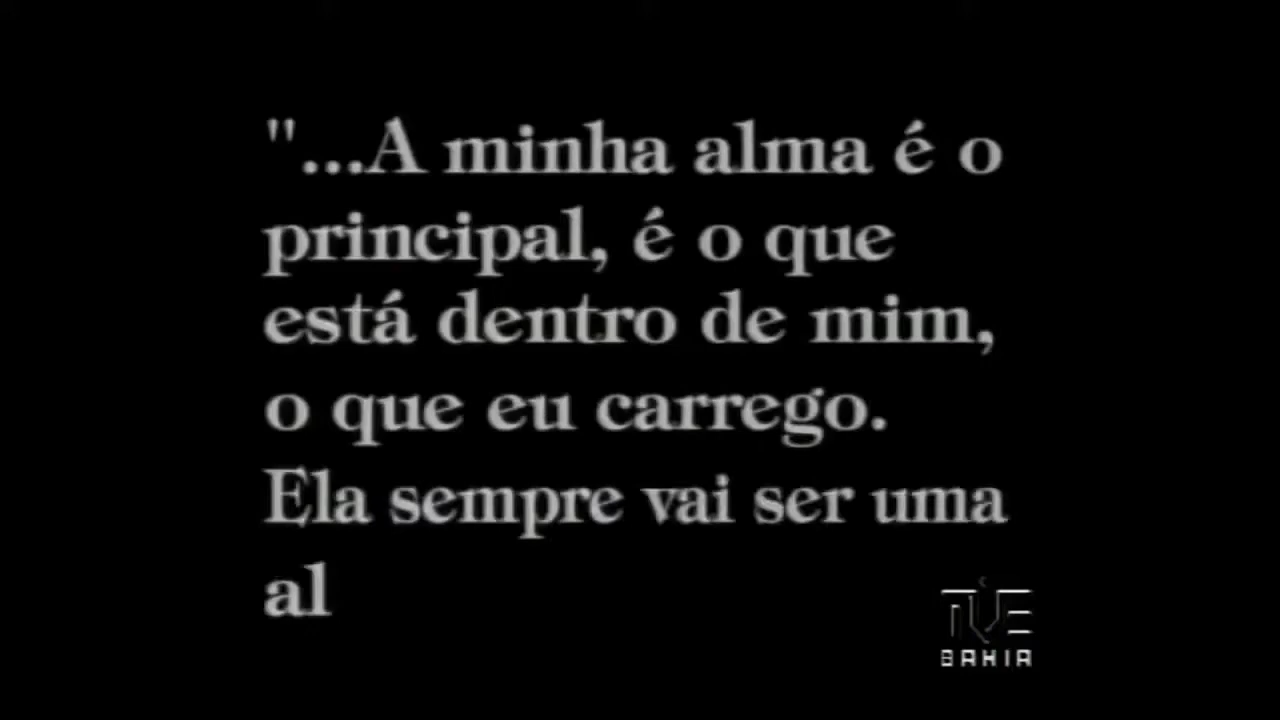 "...A minha alma é o
principal, é o que
está dentro de mim,
o que eu carrego.
Ela sempre vai ser uma
al
TVE
BAHIA